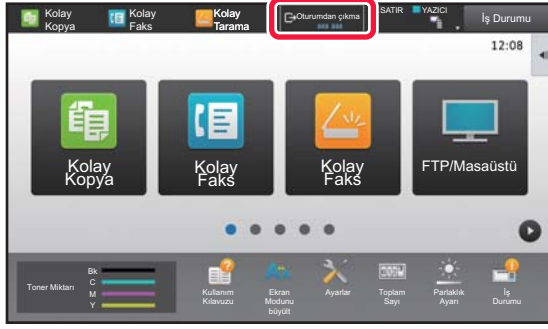 Kolay
Kopya
Kolay
Faks
Kolay
Tarama
Oturumdan çıkma
SATIR
YAZICI
İş Durumu
12:08
Kolay
Kopya
Kolay
Faks
Kolay
Faks
FTP/Masaüstü
Toner Miktarı
Bk
C
M
Y
Kullanım
Kılavuzu
Ekran
Modunu
büyült
Ayarlar
Toplam
Sayı
Parlaklık
Ayarı
İş
Durumu